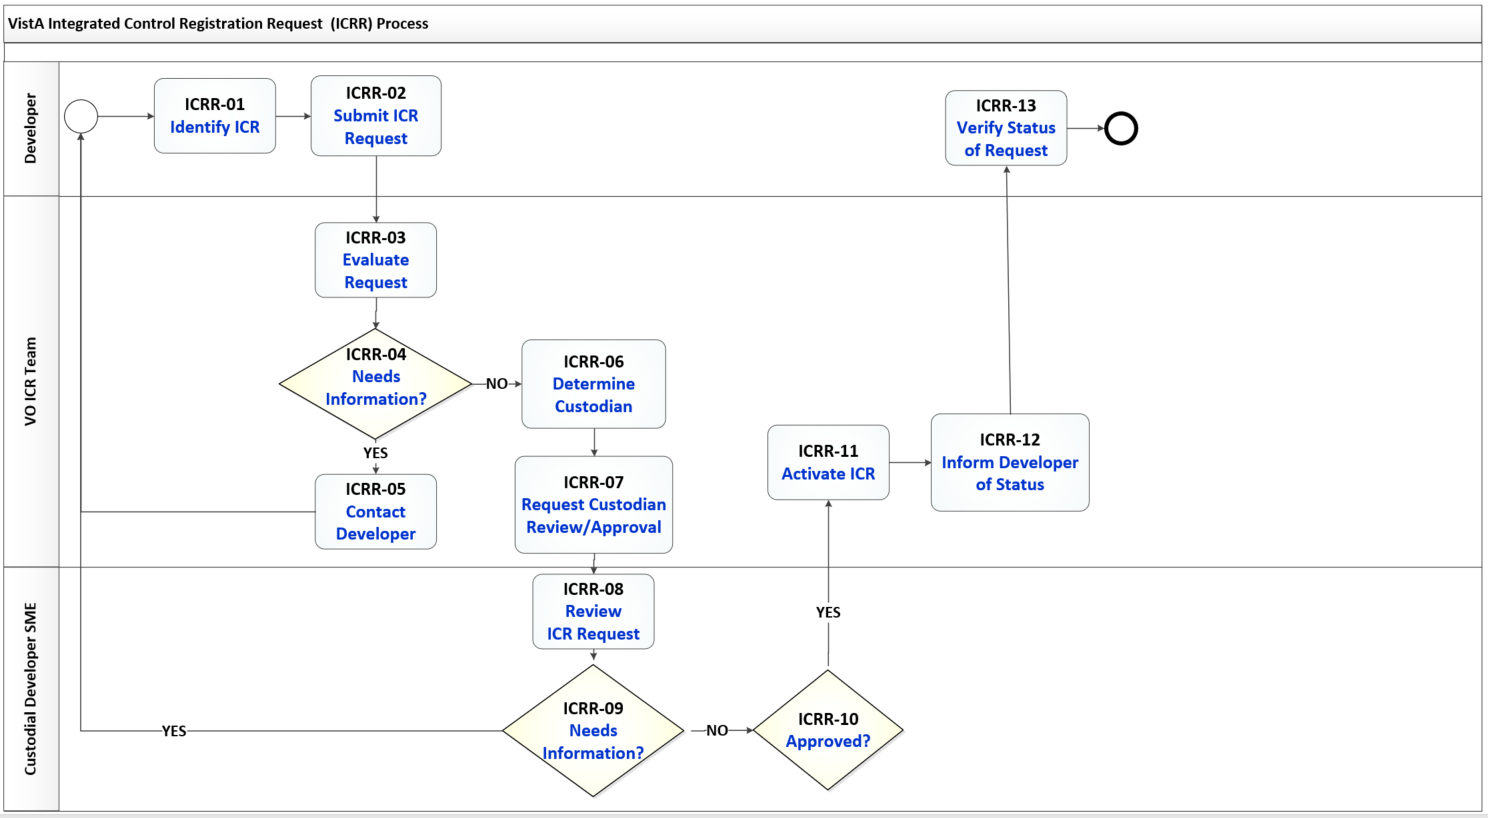 VistA Integrated Control Registration Request (ICRR) Process
Developer
ICRR-01
Identify ICR
ICRR-02
Submit ICR
Request
ICRR-13
Verify Status
of Request
VO ICR Team
ICRR-03
Evaluate
Request
ICRR-04
Needs
Information?
NO
YES
ICRR-05
Contact
Developer
ICRR-06
Determine
Custodian
ICRR-07
Request Custodian
Review/Approval
ICRR-11
Activate ICR
ICRR-12
Inform Developer
of Status
Custodial Developer SME
ICRR-08
Review
ICR Request
ICRR-09
Needs
Information?
YES
NO
ICRR-10
Approved?
YES